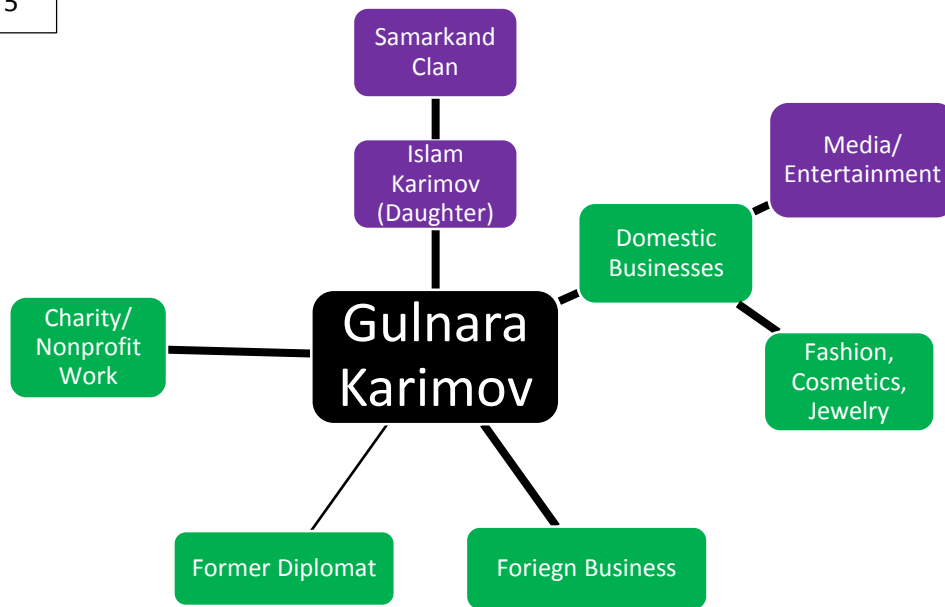 5
Samarkand
Clan
Islam
Karimov
(Daughter)
Media/
Entertainment
Domestic
Businesses
Gulnara
Karimov
Charity/
Nonprofit
Work
Fashion,
Cosmetics,
Jewelry
Former Diplomat
Foriegn Business